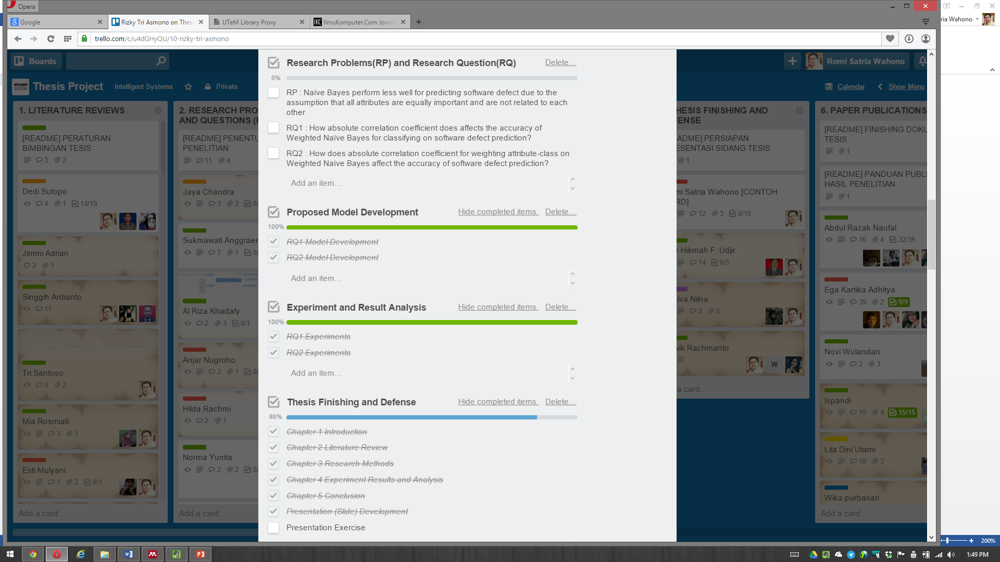 Opera
Google
Rizky Tri Asmono on Thesi
UTeM Library Proxy
IKC IlmuKomputer.Com Journa
ria Wahono
trello.com/c/u4dGHyQU/10-rizky-tri-asmono
Boards
Romi Satria Wahono
Thesis Project
Intelligent Systems
Private
Calendar
Show Menu
1. LITERATURE REVIEWS
[README] PERATURAN
BIMBINGAN TESIS
3 2
Dedi Sutopo
4 1 14/19
Jimmi Adrian
2 1
Singgih Ardianto
11
Tri Santoso
3 2
Mia Rosmiati
3 1
Esti Mulyani
1 2 0/1
Add a card...
2. RESEARCH PRO
AND QUESTIONS (
[README] PENENTU
PENELITIAN
11 4
Jaya Chandra
3 2 6/
Sukmawati Anggraer
7 1 0/
Al Riza Khadafy
2 3 0/1
Anjar Nugroho
2 1 0/
Hilda Rachmi
2 1
Norma Yunita
2 2 0/
Add a card...
Research Problems(RP) and Research Question(RQ)
Delete...
0%
RP : Naïve Bayes perform less well for predicting software defect due to the
assumption that all attributes are equally important and are not related to each
other
RQ1 : How absolute correlation coefficient does affects the accuracy of
Weighted Naïve Bayes for classifying on software defect prediction?
RQ2 : How does absolute correlation coefficient for weighting attribute-class on
Weighted Naïve Bayes affect the accuracy of software defect prediction?
Add an item...
Proposed Model Development
Hide completed items. Delete...
100%
RQ1 Model Development
RQ2 Model Development
Add an item...
Experiment and Result Analysis
Hide completed items. Delete...
100%
RQ1 Experiments
RQ2 Experiments
Add an item...
Thesis Finishing and Defense
Hide completed items. Delete...
86%
Chapter 1 Introduction
Chapter 2 Literature Review
Chapter 3 Research Methods
Chapter 4 Experiment Results and Analysis
Chapter 5 Conclusion
Presentation (Slide) Development
Presentation Exercise
HESIS FINISHING AND
FENSE
ADME] PERSIAPAN
ESENTASI SIDANG TESIS
1
mi Satria Wahono [CONTOH
RD]
12 3 0/16
e Hikmah F. Udjir
14 0/5
iva Nilna
2 5
wik Rachmanto
W
a card...
6. PAPER PUBLICATIONS
[README] FINISHING DOKU
TESIS
1
[README] PANDUAN PUBL
HASIL PENELITIAN
1
Abdul Razak Naufal
16 4 32/35
Ega Kartika Adhitya
39 2 9/9
Novi Wulandari
2 3
Ispandi
15 4 15/15
Lila Dini Utami
10 3
Wika purbasari
Add a card...
200%
1:49 PM